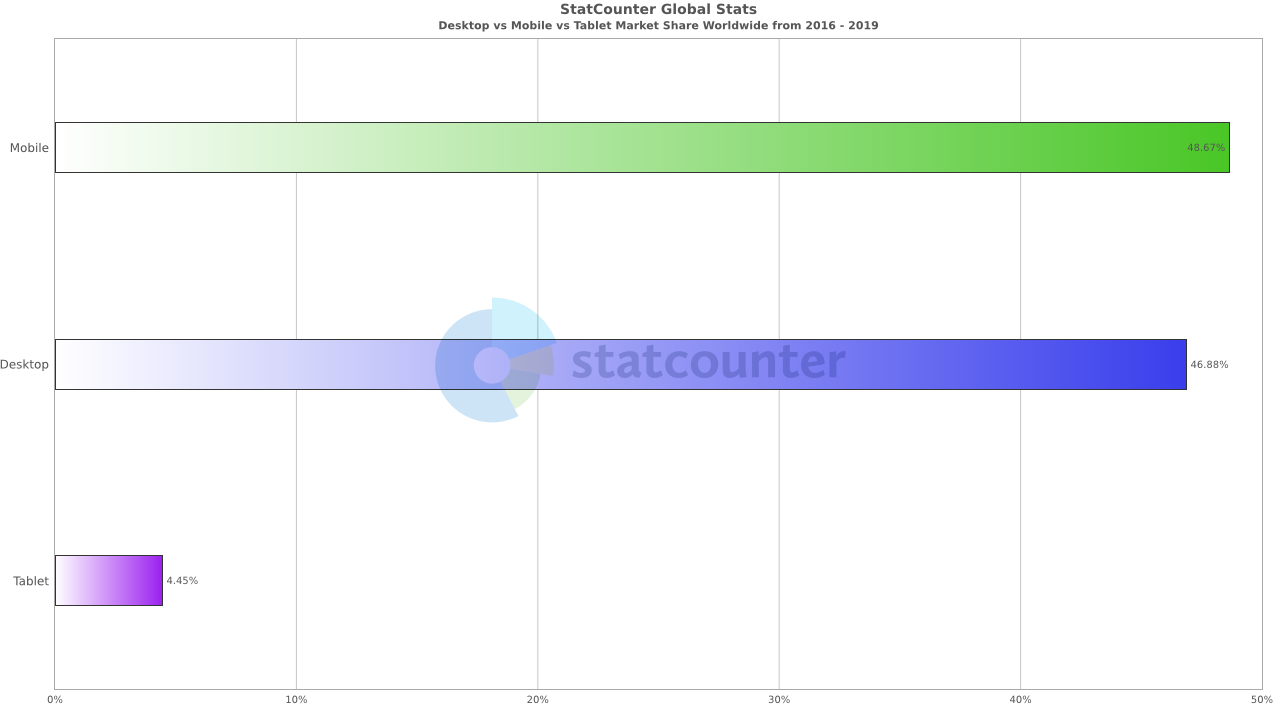 StatCounter Global Stats
Desktop vs Mobile vs Tablet Market Share Worldwide from 2016 - 2019
Mobile
48.67%
Desktop
statcounter
46.88%
Tablet
4.45%
0% 10% 20% 30% 40% 50%